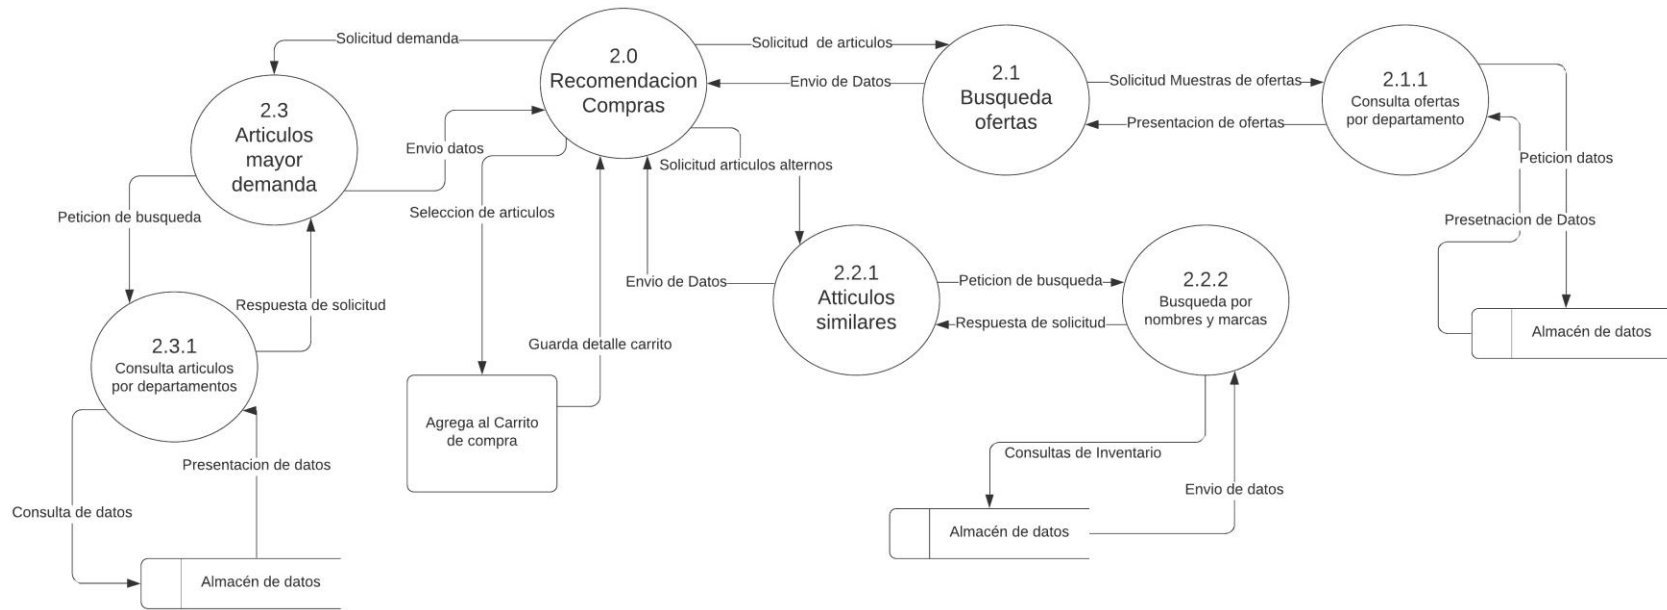 Solicitud demanda
2.0
Recomendacion
Compras
Solicitud  de articulos
Envio de Datos
2.1
Busqueda
ofertas
Solicitud Muestras de ofertas
Presentacion de ofertas
2.1.1
Consulta ofertas
por departamento
Peticion datos
Presetnacion de Datos
Almacén de datos
2.3
Articulos
mayor
demanda
Envio datos
Solicitud articulos alternos
Peticion de busqueda
Seleccion de articulos
Respuesta de solicitud
Envio de Datos
2.2.1
Atticulos
similares
Peticion de busqueda
Respuesta de solicitud
2.2.2
Busqueda por
nombres y marcas
2.3.1
Consulta articulos
por departamentos
Guarda detalle carrito
Agrega al Carrito
de compra
Presentacion de datos
Consulta de datos
Almacén de datos
Consultas de Inventario
Envio de datos
Almacén de datos